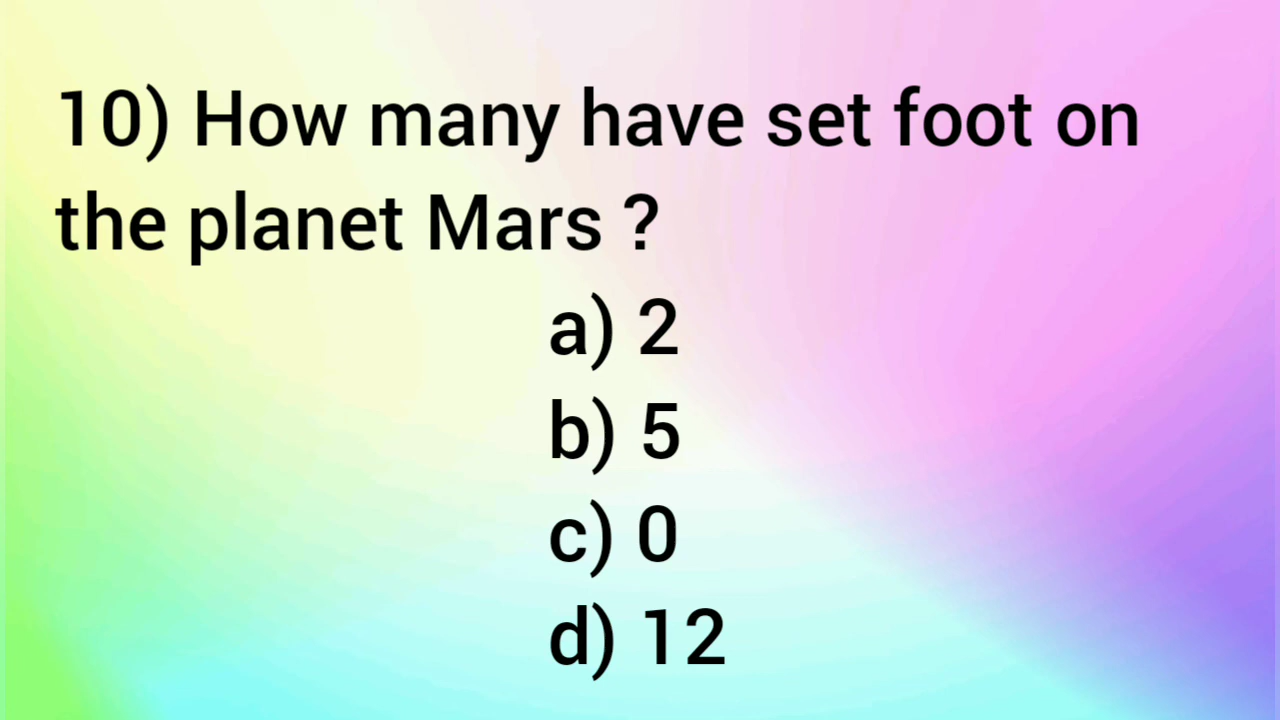 10) How many have set foot on
the planet Mars ?
a) 2
b) 5
c) 0
d) 12